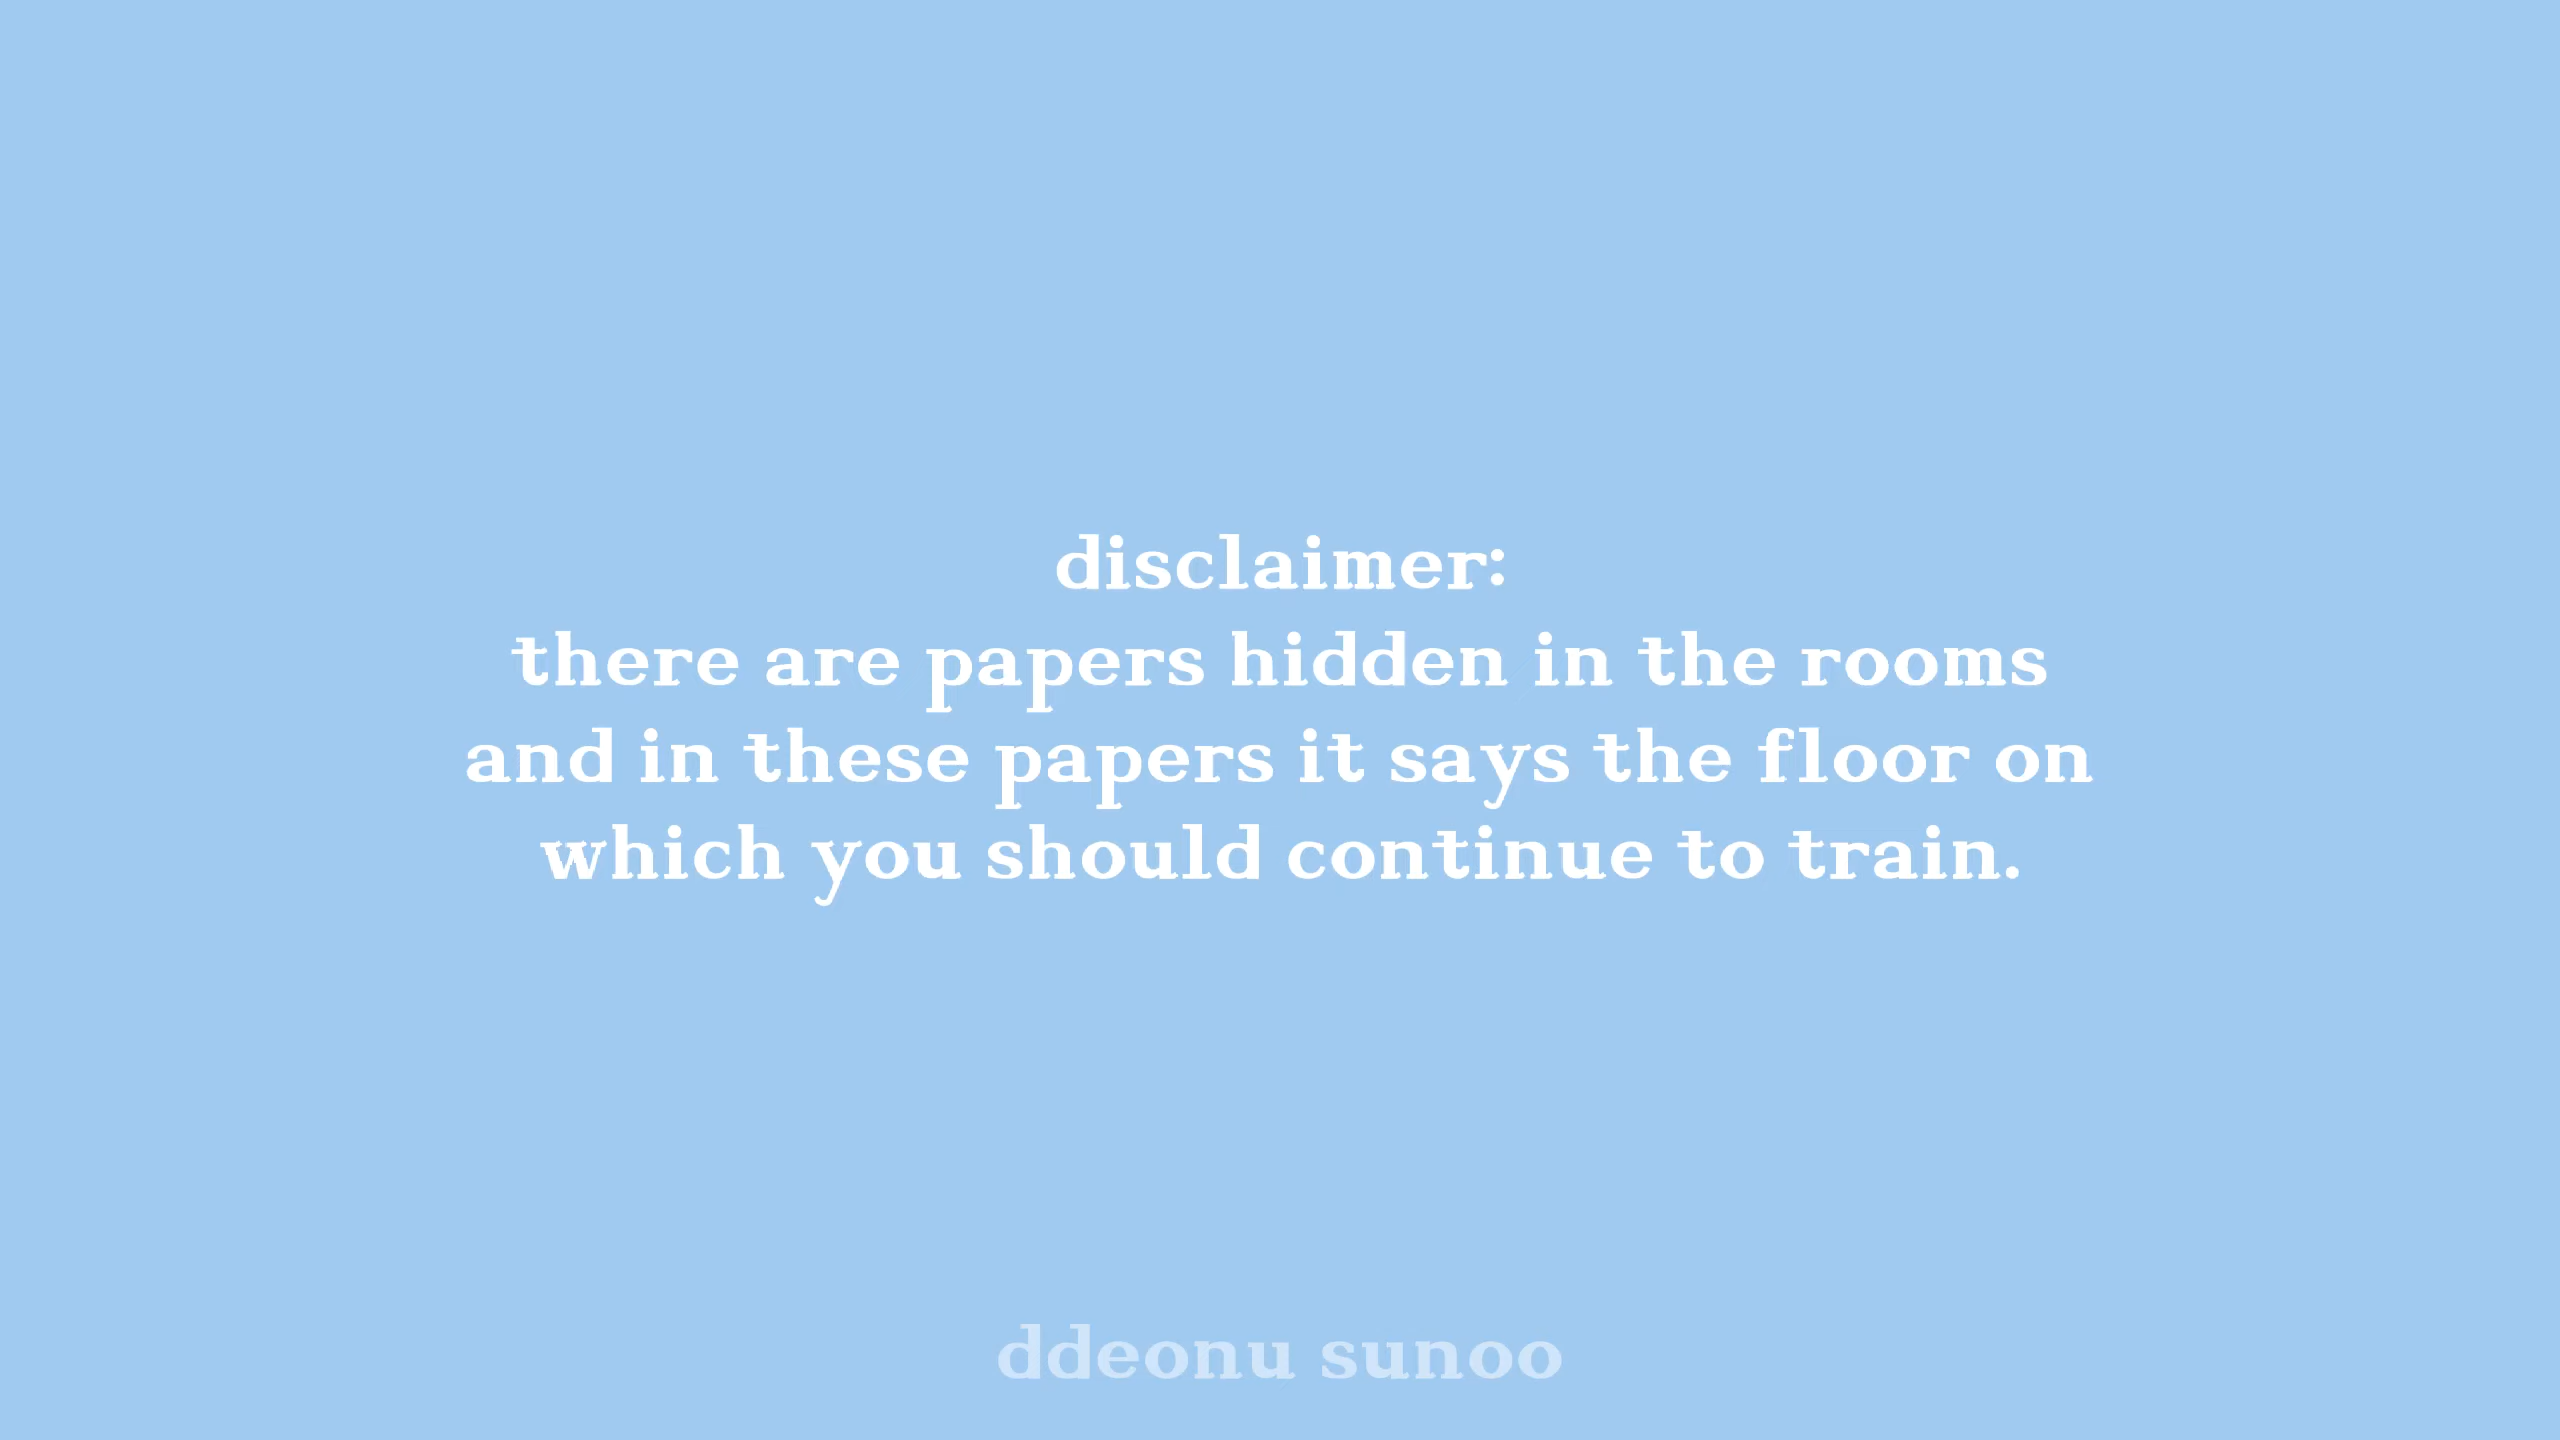 disclaimer:
there are papers hidden in the rooms
and in these papers it says the floor on
which you should continue to train.
ddeonu sunoo